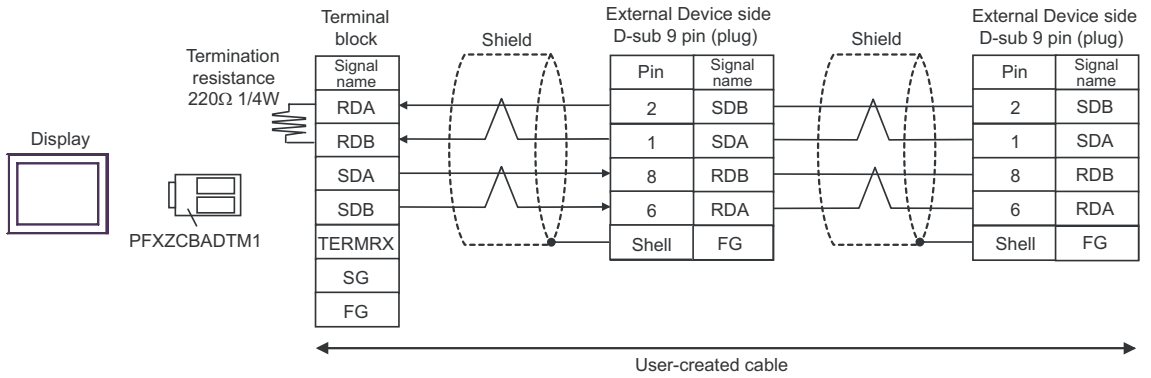 Terminal
block
External Device side
D-sub 9 pin (plug)
External Device side
D-sub 9 pin (plug)
Shield
Shield
Termination
resistance
220Ω 1/4W
Display
PFXZCBADTM1
Signal
name
RDA
RDB
SDA
SDB
TERMRX
SG
FG
Pin Signal name
2 SDB
1 SDA
8 RDB
6 RDA
Shell FG
Pin Signal name
2 SDB
1 SDA
8 RDB
6 RDA
Shell FG
User-created cable